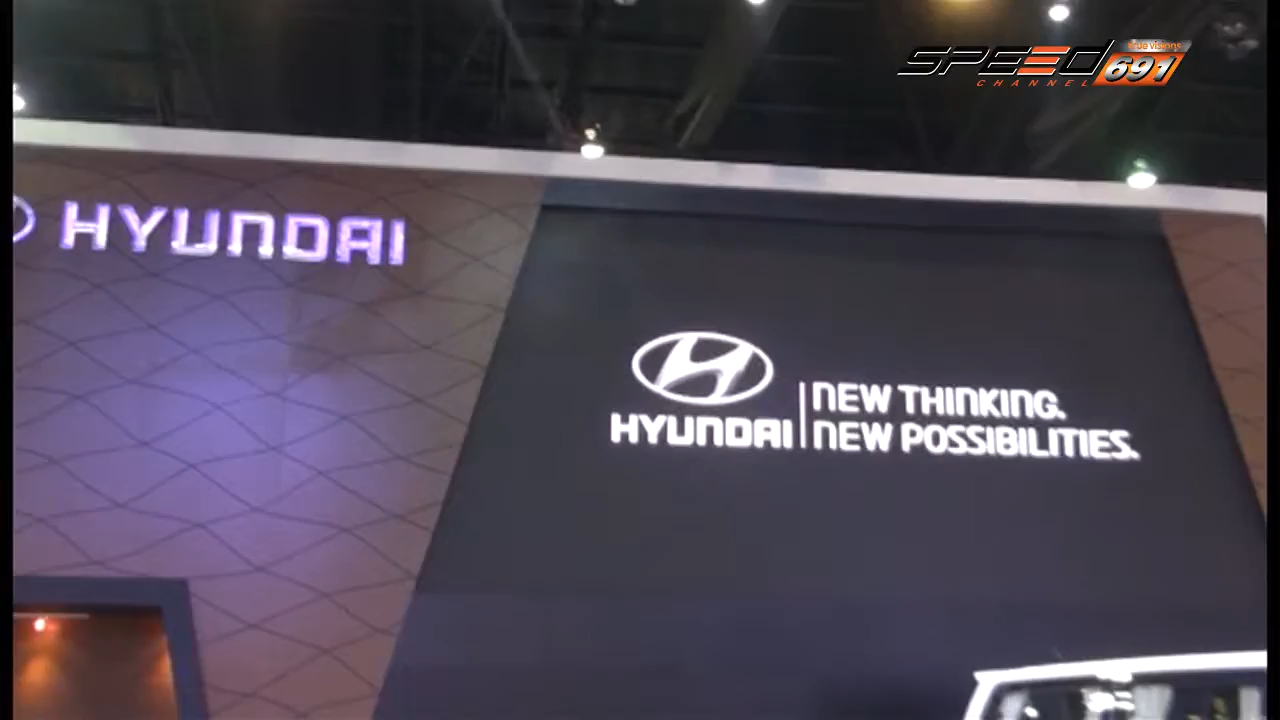 SPEED
true visions
CHANNEL 691
HYUNDAI
HYUNDAI
NEW THINKING.
NEW POSSIBILITIES.